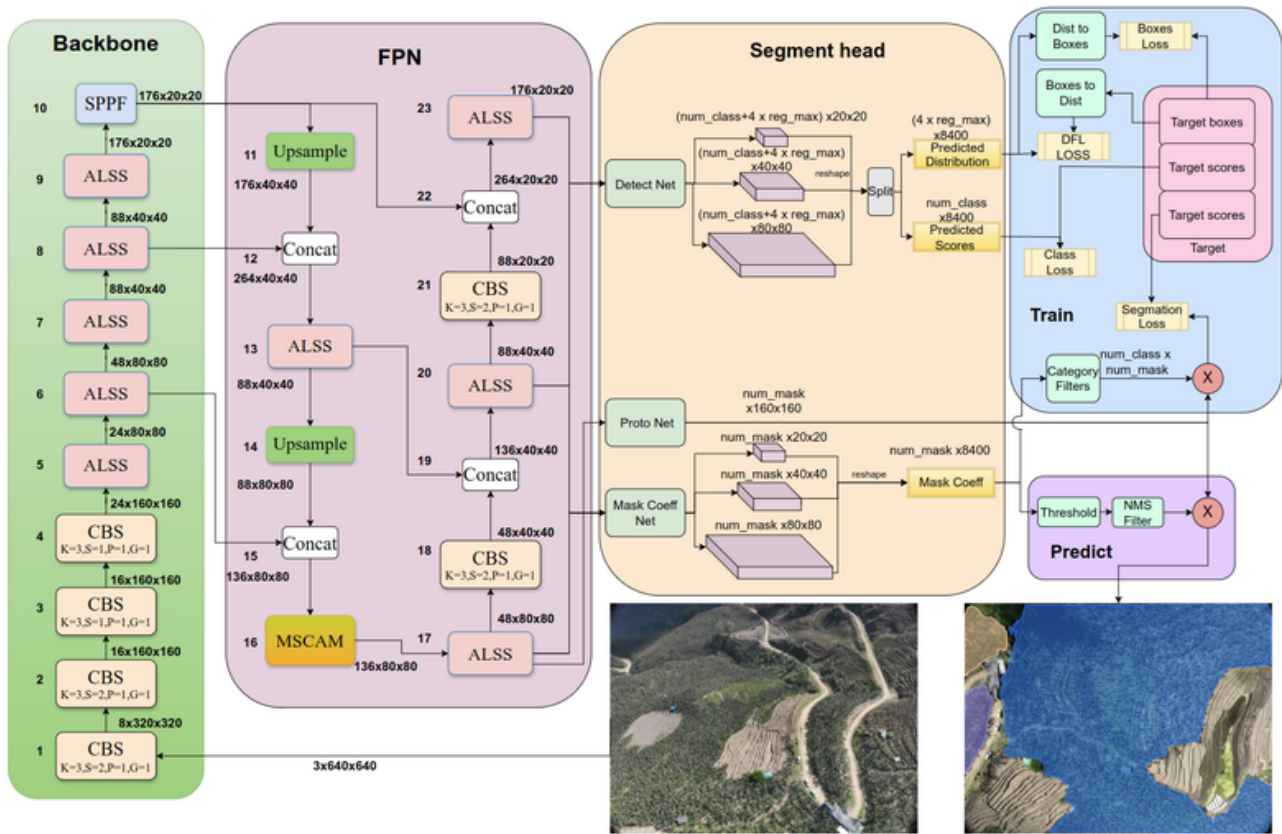 Backbone
10
SPPF
176x20x20
176x20x20
9
ALSS
88x40x40
8
ALSS
88x40x40
7
ALSS
48x80x80
6
ALSS
24x80x80
5
ALSS
24x160x160
4
CBS
K=3,S=1,P=1,G=1
16x160x160
3
CBS
K=3,S=2,P=1,G=1
16x160x160
2
CBS
K=3,S=2,P=1,G=1
8x320x320
1
CBS
K=3,S=2,P=1,G=1
3x640x640
FPN
11
Upsample
176x40x40
Concat
12
264x40x40
13
ALSS
88x40x40
14
Upsample
88x80x80
Concat
15
136x80x80
16
MSCAM
136x80x80
176x20x20
23
ALSS
264x20x20
22
Concat
88x20x20
21
CBS
K=3,S=2,P=1,G=1
88x40x40
20
ALSS
136x40x40
19
Concat
48x40x40
18
CBS
K=3,S=2,P=1,G=1
48x80x80
17
ALSS
Segment head
Detect Net
(num_class+4 x reg_max) x20x20
(num_class+4 x reg_max)
x40x40
reshape
(num_class+4 x reg_max)
x80x80
Split
(4 x reg_max)
x8400
Predicted
Distribution
num_class
x8400
Predicted
Scores
Proto Net
num_mask
x160x160
Mask Coeff
Net
num_mask x20x20
num_mask x40x40
num_mask x80x80
reshape
num_mask x8400
Mask Coeff
Dist to
Boxes
Boxes
Loss
Boxes to
Dist
DFL
LOSS
Target boxes
Target scores
Target scores
Target
Class
Loss
Train
Segmation
Loss
Category
Filters
num_class x
num_mask
X
Threshold
NMS
Filter
X
Predict